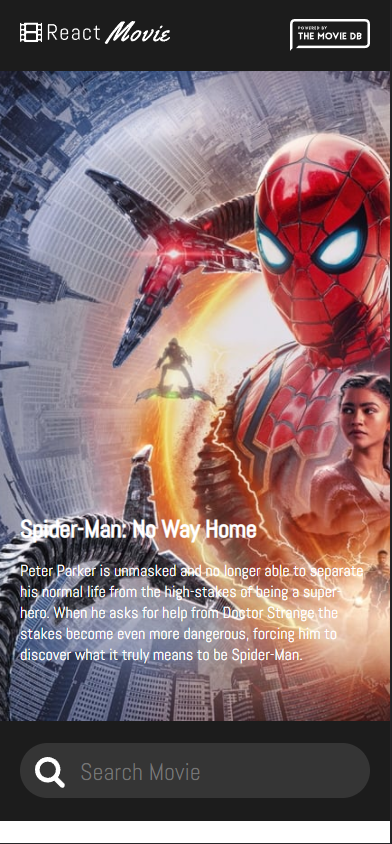 React Movie
POWERED BY
THE MOVIE DB
Spider-Man: No Way Home
Peter Parker is unmasked and no longer able to separate
his normal life from the high-stakes of being a super-
hero. When he asks for help from Doctor Strange the
stakes become even more dangerous, forcing him to
discover what it truly means to be Spider-Man.
Search Movie